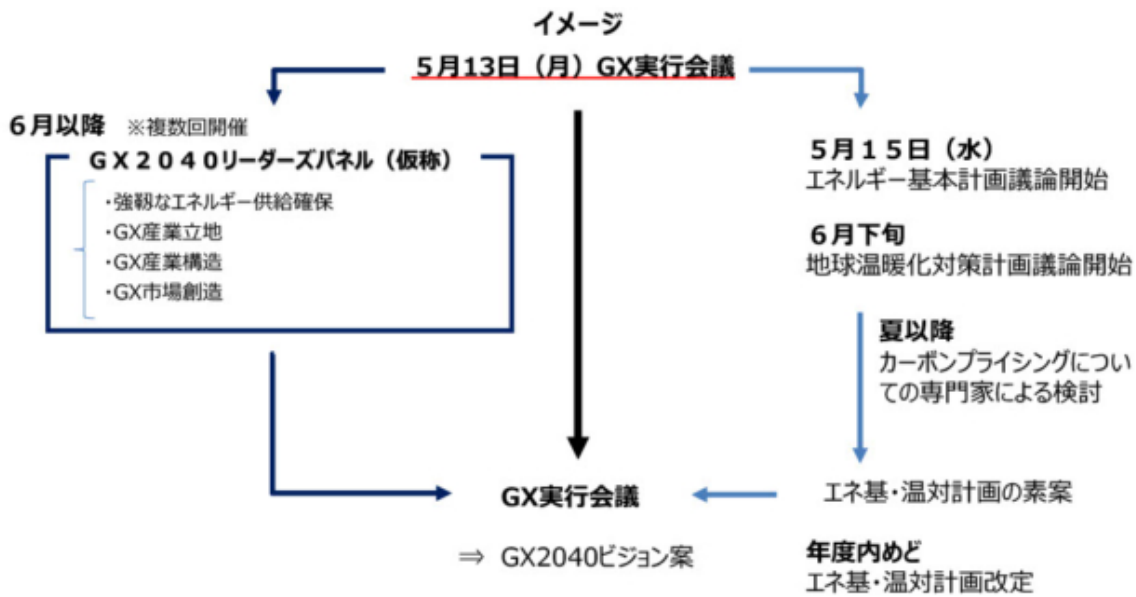 イメージ
５月13日（月）GX実行会議
６月以降 ※複数回開催
ＧＸ２０４０リーダーズパネル（仮称）
・強靱なエネルギー供給確保
・GX産業立地
・GX産業構造
・GX市場創造
５月１５日（水）
エネルギー基本計画議論開始
６月下旬
地球温暖化対策計画議論開始
夏以降
カーボンプライシングについ
ての専門家による検討
GX実行会議
エネ基・温対計画の素案
⇒ GX2040ビジョン案
年度内めど
エネ基・温対計画改定